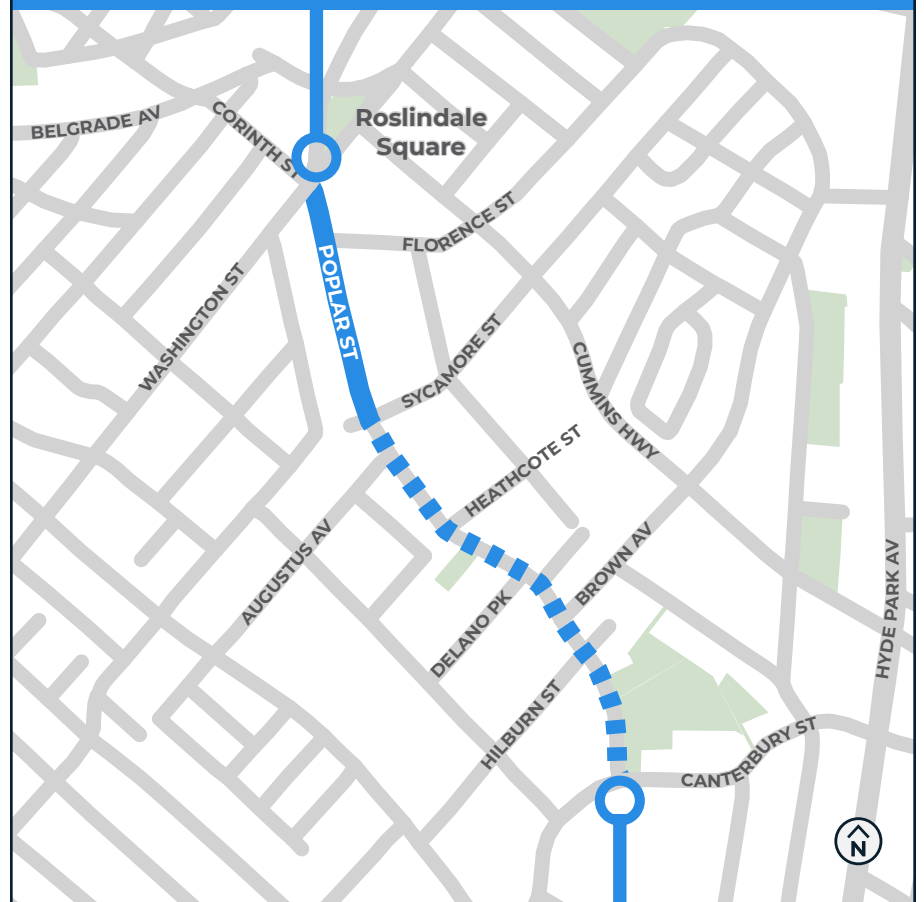 BELGRADE AV
CORINTH ST
Roslindale
Square
FLORENCE ST
POPLAR ST
WASHINGTON ST
SYCAMORE ST
CUMMINS HWY
HEATHCOTE ST
AUGUSTUS AV
BROWN AV
DELANO PK
HYDE PARK AV
HILBURN ST
CANTERBURY ST
N